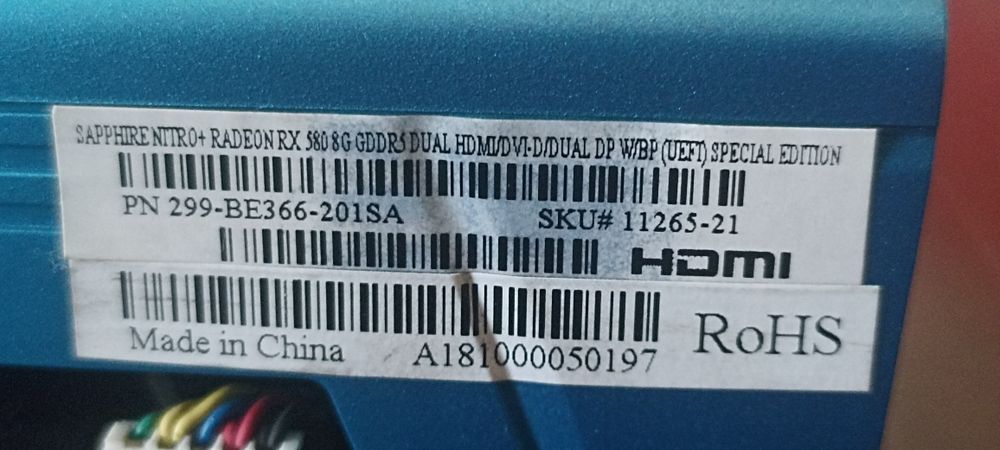 SAPPHIRE NITRO+ RADEON RX 580 8G GDDR5 DUAL HDMI/DVI-D/DUAL DP W/BP (UEFI) SPECIAL EDITION
PN 299-BE366-201SA SKU# 11265-21
HDMI
Made in China A181000050197 RoHS